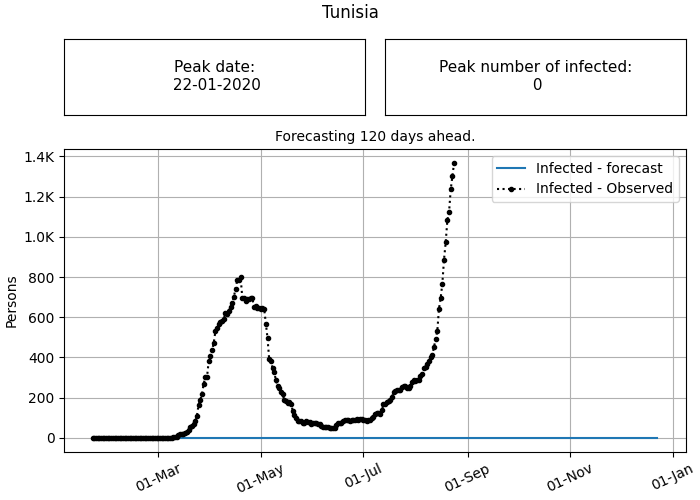 Tunisia
Peak date:
22-01-2020
Peak number of infected:
0
Forecasting 120 days ahead.
Infected - forecast
Infected - Observed
Persons
1.4K
1.2K
1.0K
800
600
400
200
0
01-Mar
01-May
01-Jul
01-Sep
01-Nov
01-Jan